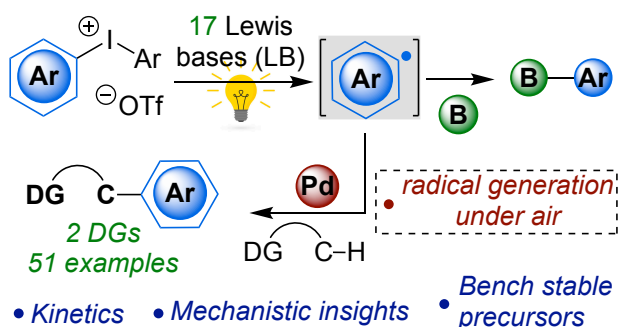 ⊕
I
Ar
Ar
⊖OTf
17 Lewis
bases (LB)
Ar •
B
B–Ar
DG C–Ar
2 DGs
51 examples
Pd
DG C–H
• radical generation
under air
• Kinetics • Mechanistic insights • Bench stable
precursors